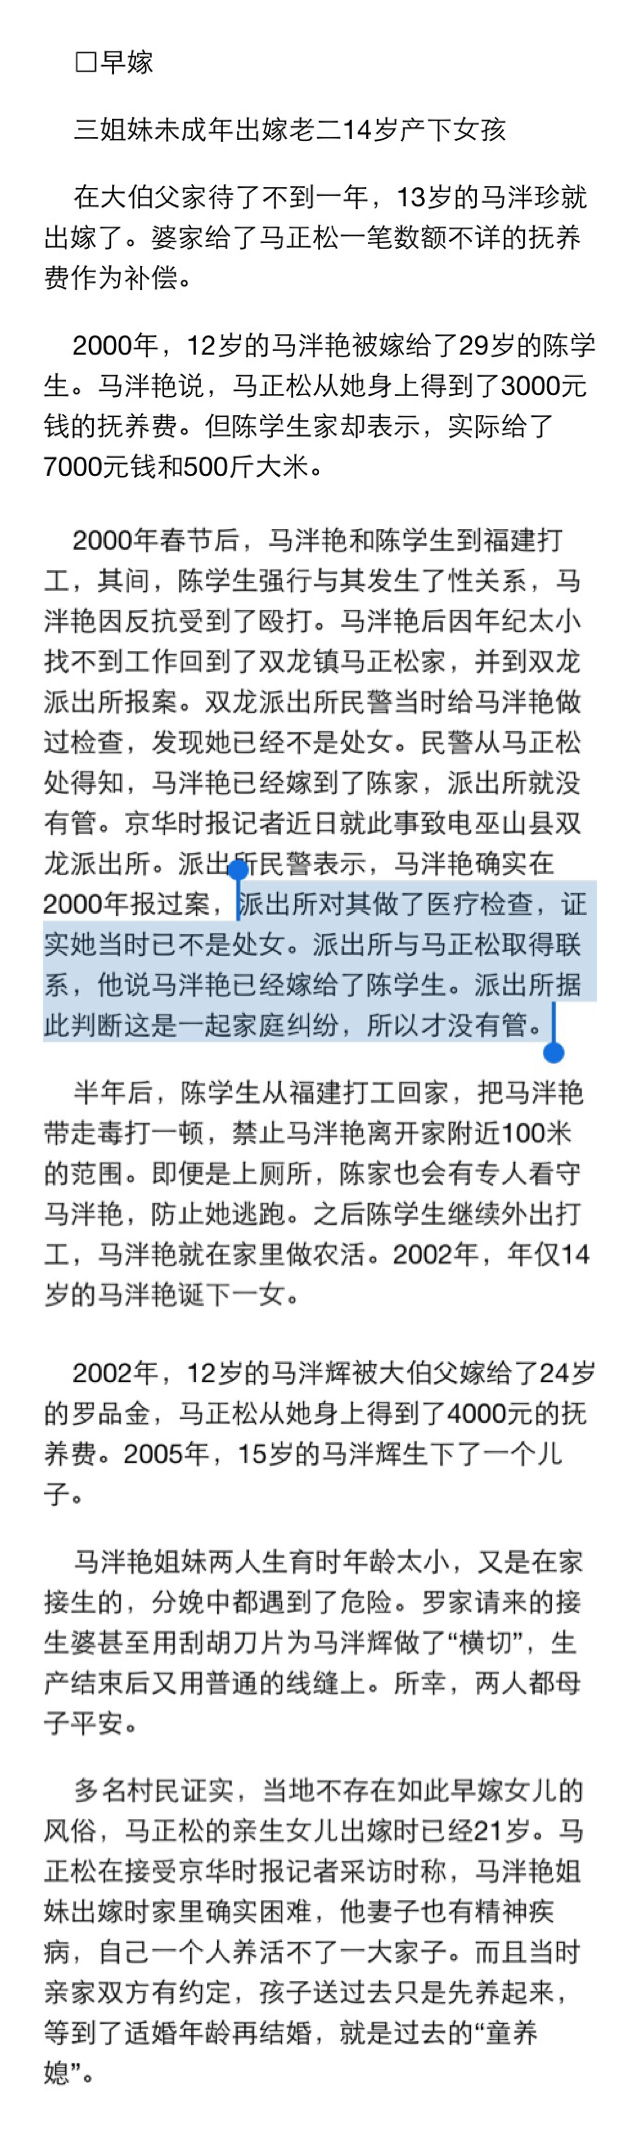 □早嫁
三姐妹未成年出嫁老二14岁产下女孩
在大伯父家待了不到一年，13岁的马泮珍就
出嫁了。婆家给了马正松一笔数额不详的抚养
费作为补偿。
2000年，12岁的马泮艳被嫁给了29岁的陈学
生。马泮艳说，马正松从她身上得到了3000元
钱的抚养费。但陈学生家却表示，实际给了
7000元钱和500斤大米。
2000年春节后，马泮艳和陈学生到福建打
工，其间，陈学生强行与其发生了性关系，马
泮艳因反抗受到了殴打。马泮艳后因年纪太小
找不到工作回到了双龙镇马正松家，并到双龙
派出所报案。双龙派出所民警当时给马泮艳做
过检查，发现她已经不是处女。民警从马正松
处得知，马泮艳已经嫁到了陈家，派出所就没
有管。京华时报记者近日就此事致电巫山县双
龙派出所。派出所民警表示，马泮艳确实在
2000年报过案，派出所对其做了医疗检查，证
实她当时已不是处女。派出所与马正松取得联
系，他说马泮艳已经嫁给了陈学生。派出所据
此判断这是一起家庭纠纷，所以才没有管。
半年后，陈学生从福建打工回家，把马泮艳
带走毒打一顿，禁止马泮艳离开家附近100米
的范围。即便是上厕所，陈家也会有专人看守
马泮艳，防止她逃跑。之后陈学生继续外出打
工，马泮艳就在家里做农活。2002年，年仅14
岁的马泮艳诞下一女。
2002年，12岁的马泮辉被大伯父嫁给了24岁
的罗品金，马正松从她身上得到了4000元的抚
养费。2005年，15岁的马泮辉生下了一个儿
子。
马泮艳姐妹两人生育时年龄太小，又是在家
接生的，分娩中都遇到了危险。罗家请来的接
生婆甚至用刮胡刀片为马泮辉做了“横切”，生
产结束后又用普通的线缝上。所幸，两人都母
子平安。
多名村民证实，当地不存在如此早嫁女儿的
风俗，马正松的亲生女儿出嫁时已经21岁。马
正松在接受京华时报记者采访时称，马泮艳姐
妹出嫁时家里确实困难，他妻子也有精神疾
病，自己一个人养活不了一大家子。而且当时
亲家双方有约定，孩子送过去只是先养起来，
等到了适婚年龄再结婚，就是过去的“童养
媳”。